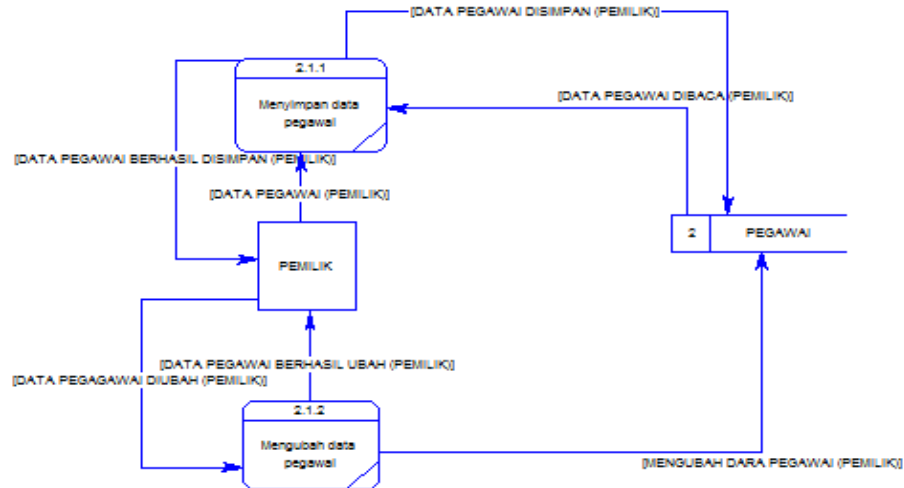 [DATA PEGAWAI DISIMPAN (PEMILIK)]
2.1.1
Menyimpan data
pegawai
[DATA PEGAWAI DIBACA (PEMILIK)]
[DATA PEGAWAI BERHASIL DISIMPAN (PEMILIK)]
[DATA PEGAWAI (PEMILIK)]
2
PEGAWAI
PEMILIK
[DATA PEGAWAI BERHASIL UBAH (PEMILIK)]
[DATA PEGAGAWAI DIUBAH (PEMILIK)]
2.1.2
Mengubah data
pegawai
[MENGUBAH DARA PEGAWAI (PEMILIK)]